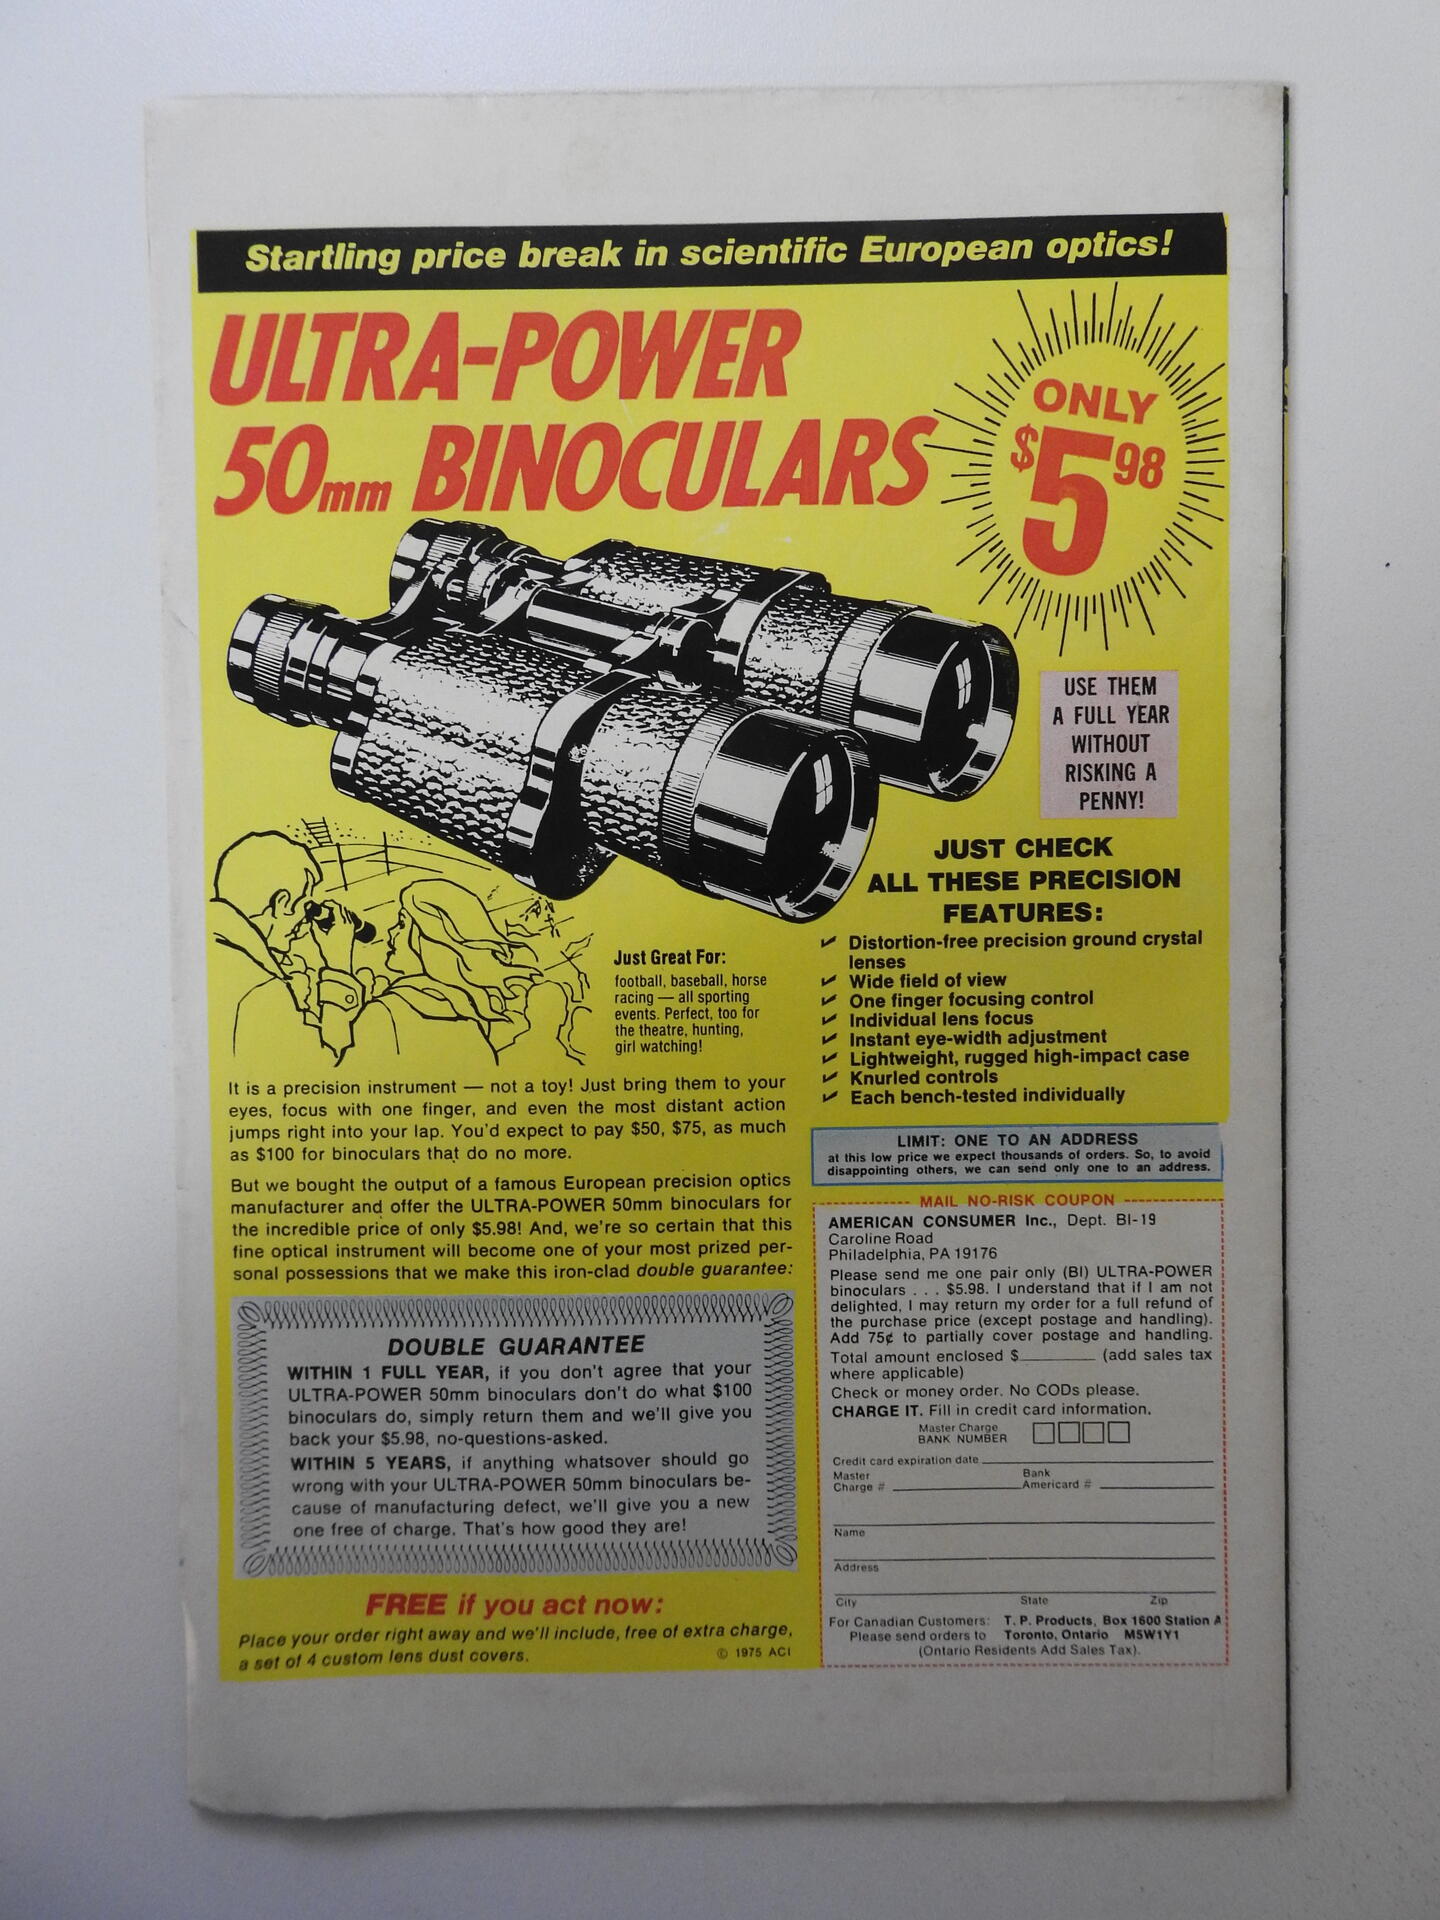 Startling price break in scientific European optics!
ULTRA-POWER
50mm BINOCULARS
ONLY
$5 98
USE THEM
A FULL YEAR
WITHOUT
RISKING A
PENNY!
JUST CHECK
ALL THESE PRECISION
FEATURES:
✔ Distortion-free precision ground crystal
lenses
✔ Wide field of view
✔ One finger focusing control
✔ Individual lens focus
✔ Instant eye-width adjustment
✔ Lightweight, rugged high-impact case
✔ Knurled controls
✔ Each bench-tested individually
Just Great For:
football, baseball, horse
racing — all sporting
events. Perfect, too for
the theatre, hunting,
girl watching!
It is a precision instrument — not a toy! Just bring them to your
eyes, focus with one finger, and even the most distant action
jumps right into your lap. You'd expect to pay $50, $75, as much
as $100 for binoculars that do no more.
But we bought the output of a famous European precision optics
manufacturer and offer the ULTRA-POWER 50mm binoculars for
the incredible price of only $5.98! And, we're so certain that this
fine optical instrument will become one of your most prized per-
sonal possessions that we make this iron-clad double guarantee:
DOUBLE GUARANTEE
WITHIN 1 FULL YEAR, if you don't agree that your
ULTRA-POWER 50mm binoculars don't do what $100
binoculars do, simply return them and we'll give you
back your $5.98, no-questions-asked.
WITHIN 5 YEARS, if anything whatsover should go
wrong with your ULTRA-POWER 50mm binoculars be-
cause of manufacturing defect, we'll give you a new
one free of charge. That's how good they are!
FREE if you act now:
Place your order right away and we'll include, free of extra charge,
a set of 4 custom lens dust covers.
© 1975 ACI
LIMIT: ONE TO AN ADDRESS
at this low price we expect thousands of orders. So, to avoid
disappointing others, we can send only one to an address.
MAIL NO-RISK COUPON
AMERICAN CONSUMER Inc., Dept. BI-19
Caroline Road
Philadelphia, PA 19176
Please send me one pair only (BI) ULTRA-POWER
binoculars . . . $5.98. I understand that if I am not
delighted, I may return my order for a full refund of
the purchase price (except postage and handling).
Add 75¢ to partially cover postage and handling.
Total amount enclosed $________ (add sales tax
where applicable)
Check or money order. No CODs please.
CHARGE IT. Fill in credit card information.
Master Charge
BANK NUMBER
Credit card expiration date
Master
Charge #
Bank
Americard #
Name
Address
City State Zip
For Canadian Customers: T. P. Products, Box 1600 Station A
Please send orders to Toronto, Ontario M5W1Y1
(Ontario Residents Add Sales Tax).